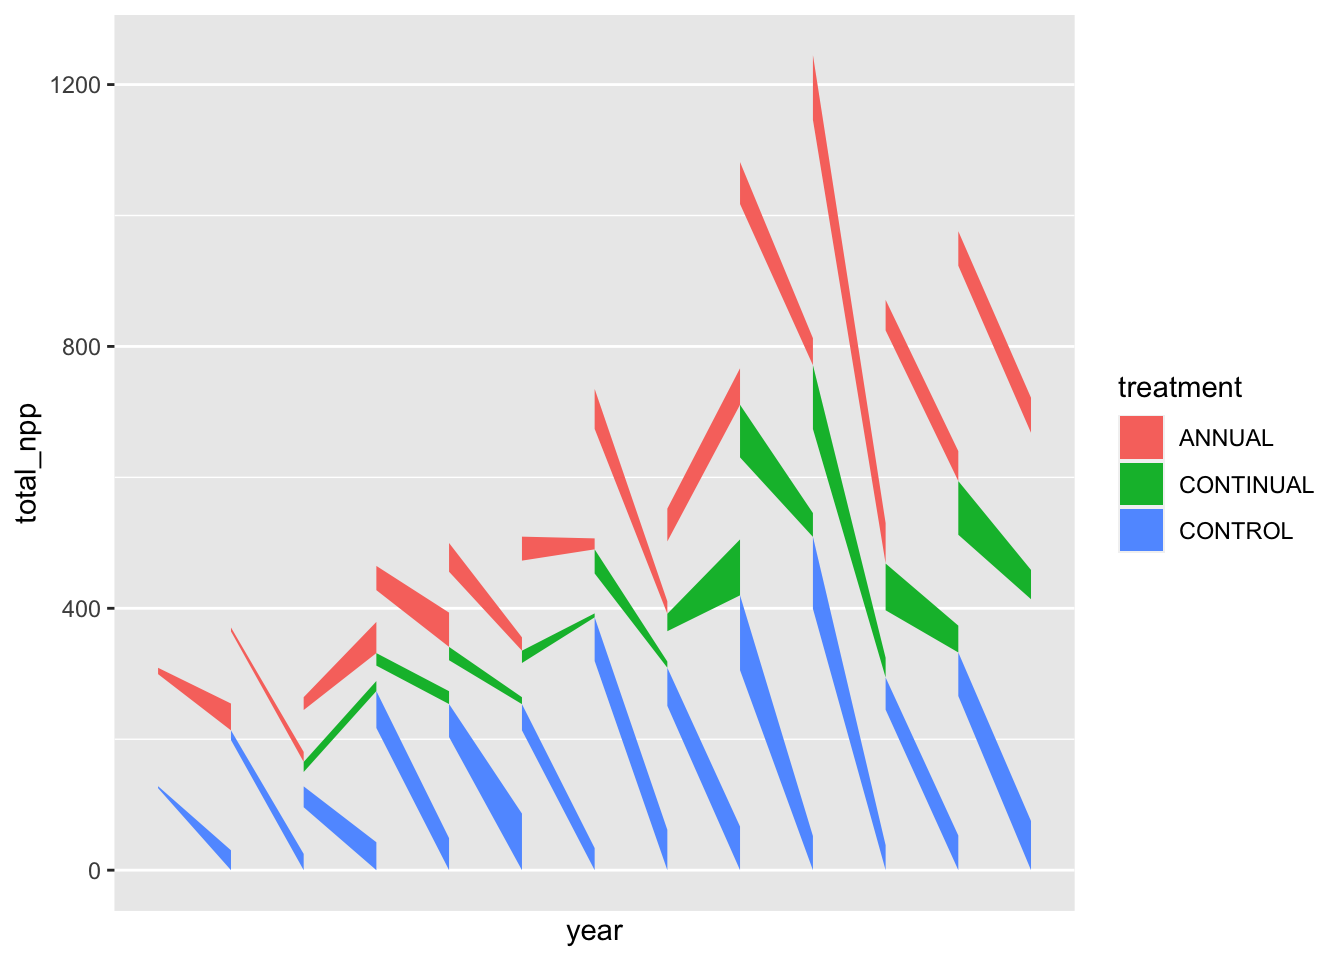 1200
800
400
0
total_npp
year
treatment
ANNUAL
CONTINUAL
CONTROL